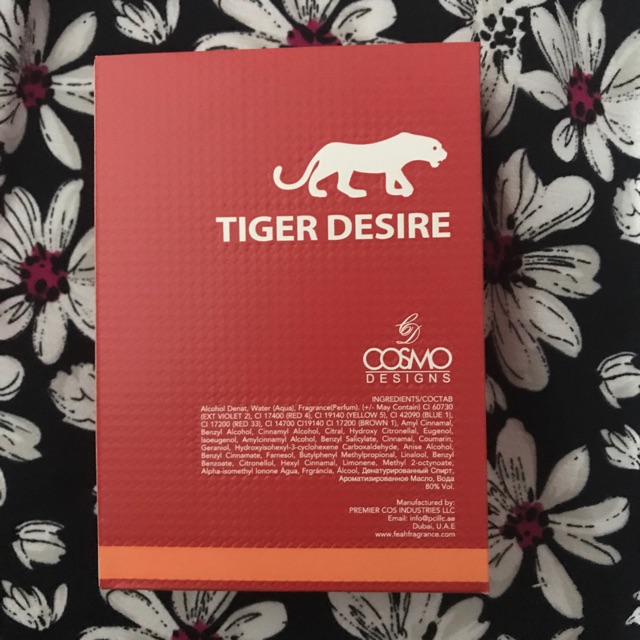 TIGER DESIRE
CD
COSMO
DESIGNS
INGREDIENTS/СОСТАВ
Alcohol Denat, Water (Aqua), Fragrance(Perfum), (+/- May Contain) CI 60730
(EXT VIOLET 2), CI 17400 (RED 4), CI 19140 (YELLOW 5), CI 42090 (BLUE 1),
CI 17200 (RED 33), CI 14700 CI19140 CI 17200 (BROWN 1), Amyl Cinnamal,
Benzyl Alcohol, Cinnamyl Alcohol, Citral, Hydroxy Citronellal, Eugenol,
Isoeugenol, Amylcinnamyl Alcohol, Benzyl Salicylate, Cinnamal, Coumarin,
Geraniol, Hydroxyisohexyl-3-cyclohexene Carboxaldehyde, Anise Alcohol,
Benzyl Cinnamate, Farnesol, Butylphenyl Methylpropional, Linalool, Benzyl
Benzoate, Citronellol, Hexyl Cinnamal, Limonene, Methyl 2-octynoate,
Alpha-isomethyl Ionone Água, Frgrância, Álcool, Денатурированный Спирт,
Ароматизированное Масло, Вода
80% Vol.
Manufactured by:
PREMIER COS INDUSTRIES LLC
Email: info@pcillc.ae
Dubai, U.A.E
www.feahfragrance.com